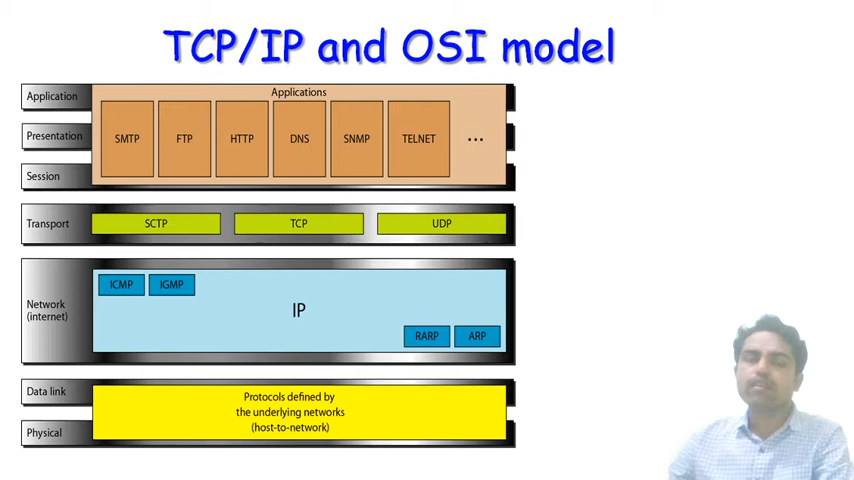 TCP/IP and OSI model
Application
Applications
Presentation
SMTP
FTP
HTTP
DNS
SNMP
TELNET
...
Session
Transport
SCTP
TCP
UDP
Network
(internet)
ICMP
IGMP
IP
RARP
ARP
Data link
Physical
Protocols defined by
the underlying networks
(host-to-network)